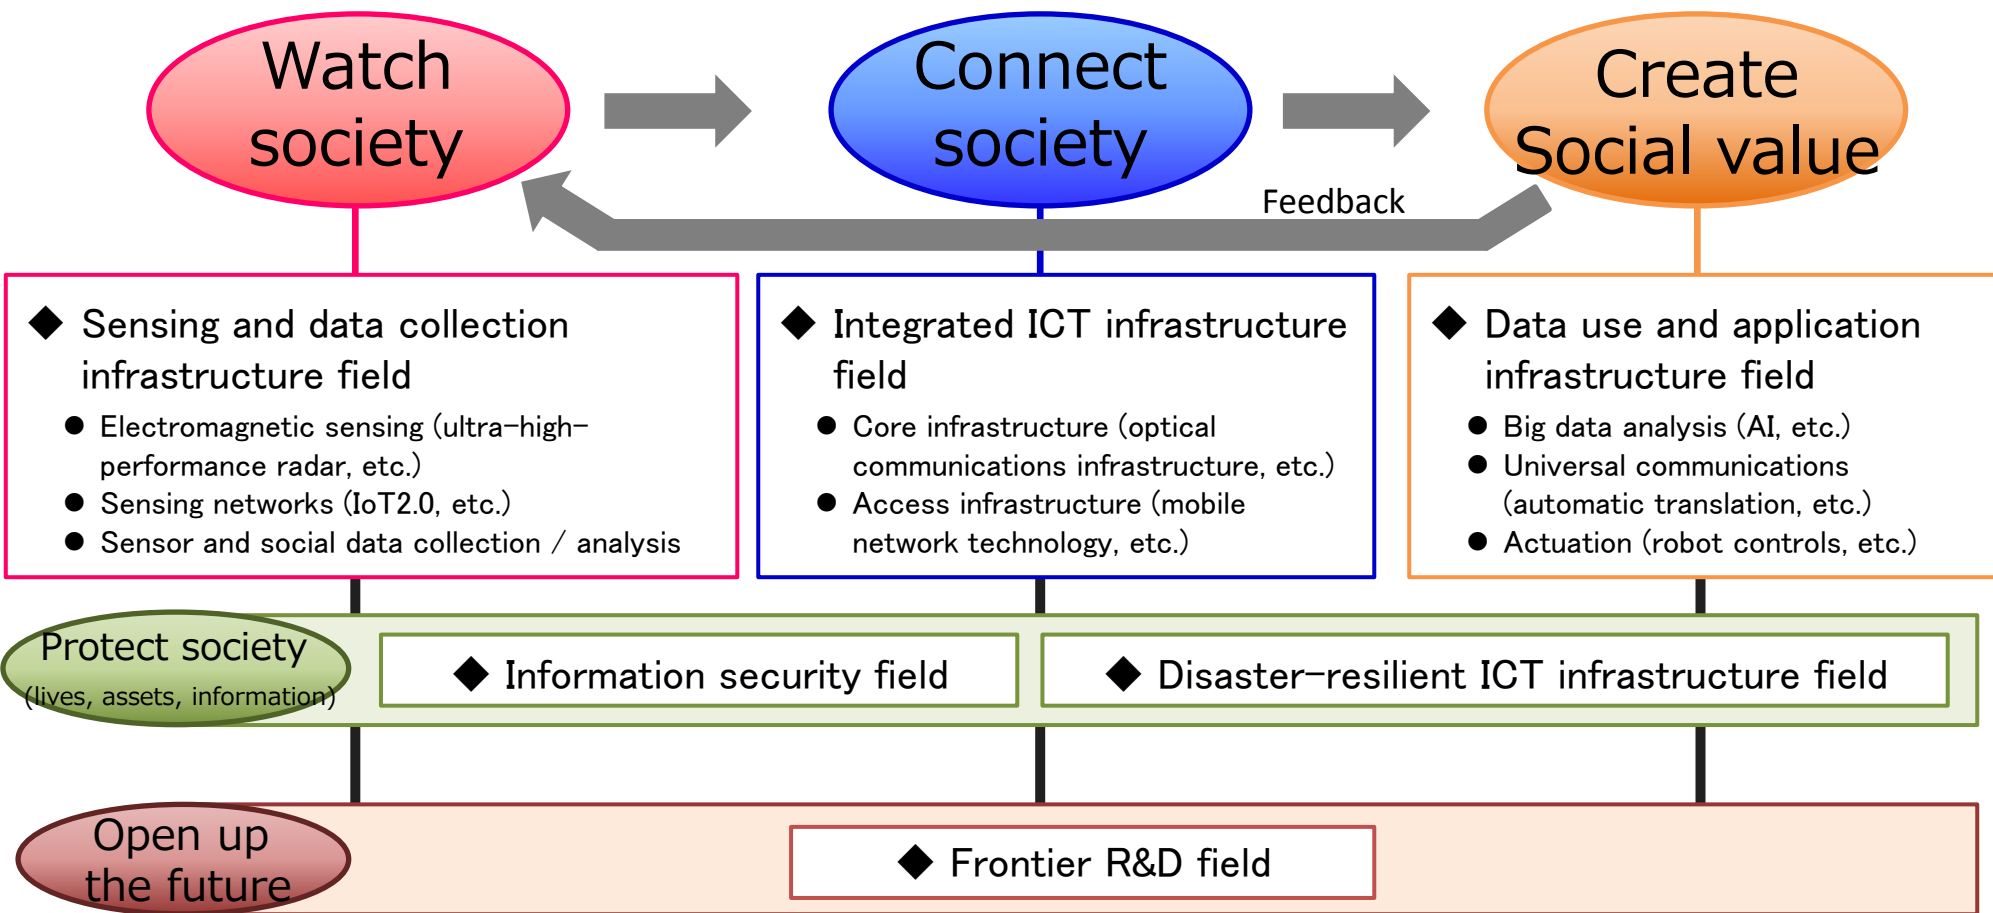 Watch
society
Connect
society
Create
Social value
Feedback
◆ Sensing and data collection
infrastructure field
● Electromagnetic sensing (ultra-high-
performance radar, etc.)
● Sensing networks (IoT2.0, etc.)
● Sensor and social data collection / analysis
◆ Integrated ICT infrastructure
field
● Core infrastructure (optical
communications infrastructure, etc.)
● Access infrastructure (mobile
network technology, etc.)
◆ Data use and application
infrastructure field
● Big data analysis (AI, etc.)
● Universal communications
(automatic translation, etc.)
● Actuation (robot controls, etc.)
Protect society
(lives, assets, information)
◆ Information security field
◆ Disaster-resilient ICT infrastructure field
Open up
the future
◆ Frontier R&D field